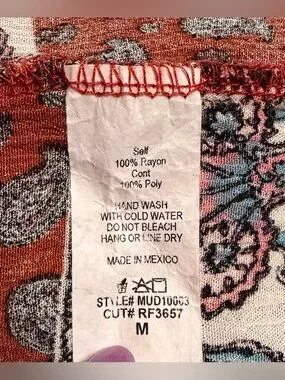 Self
100% Rayon
Cont
100% Poly
HAND WASH
WITH COLD WATER
DO NOT BLEACH
HANG OR LINE DRY
MADE IN MEXICO
STYLE# MUD10063
CUT# RF3657
M